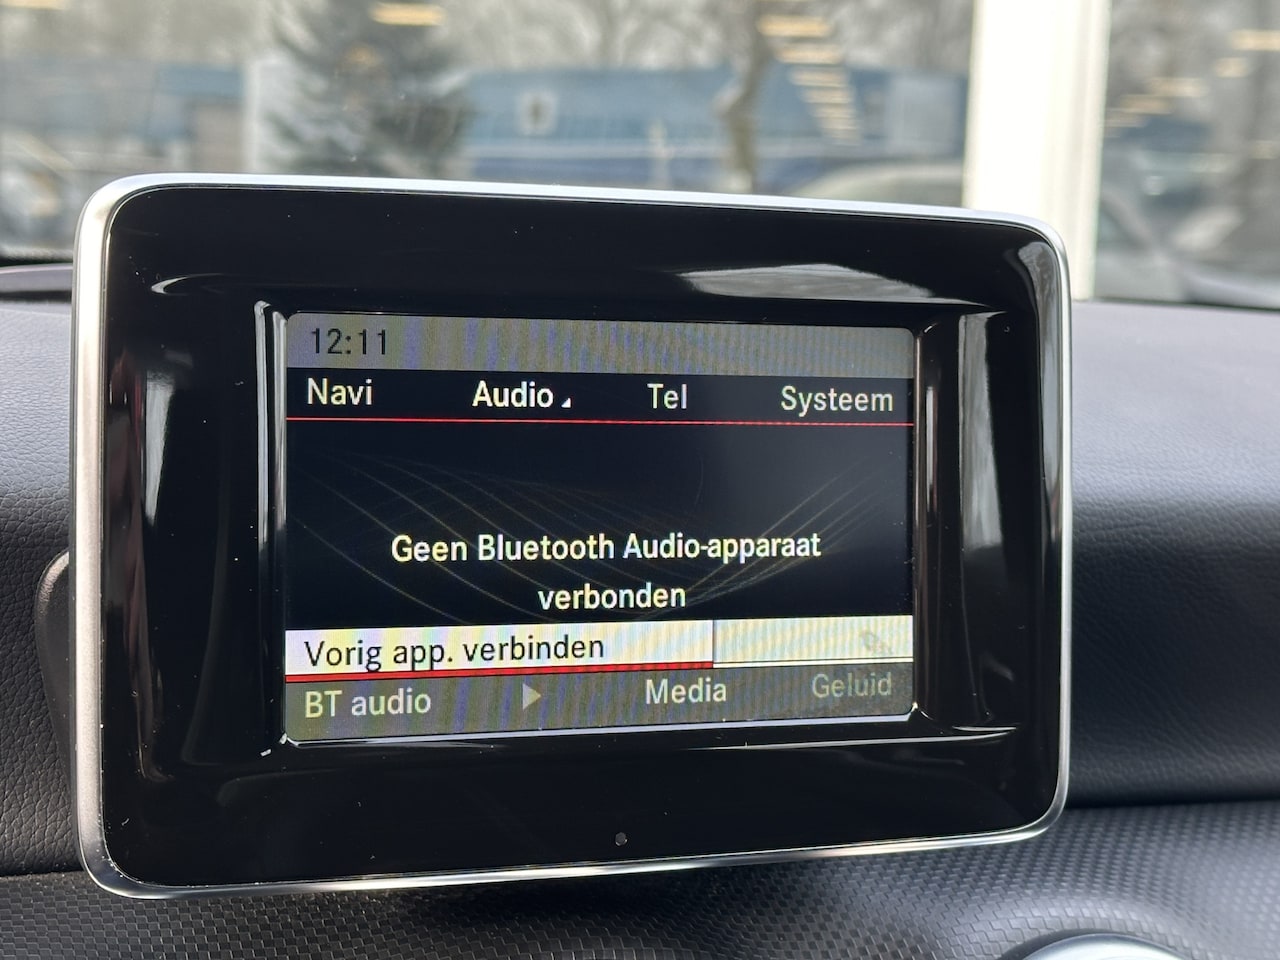 12:11
Navi Audio Tel Systeem
Geen Bluetooth Audio-apparaat
verbonden
Vorig app. verbinden
BT audio Media Geluid